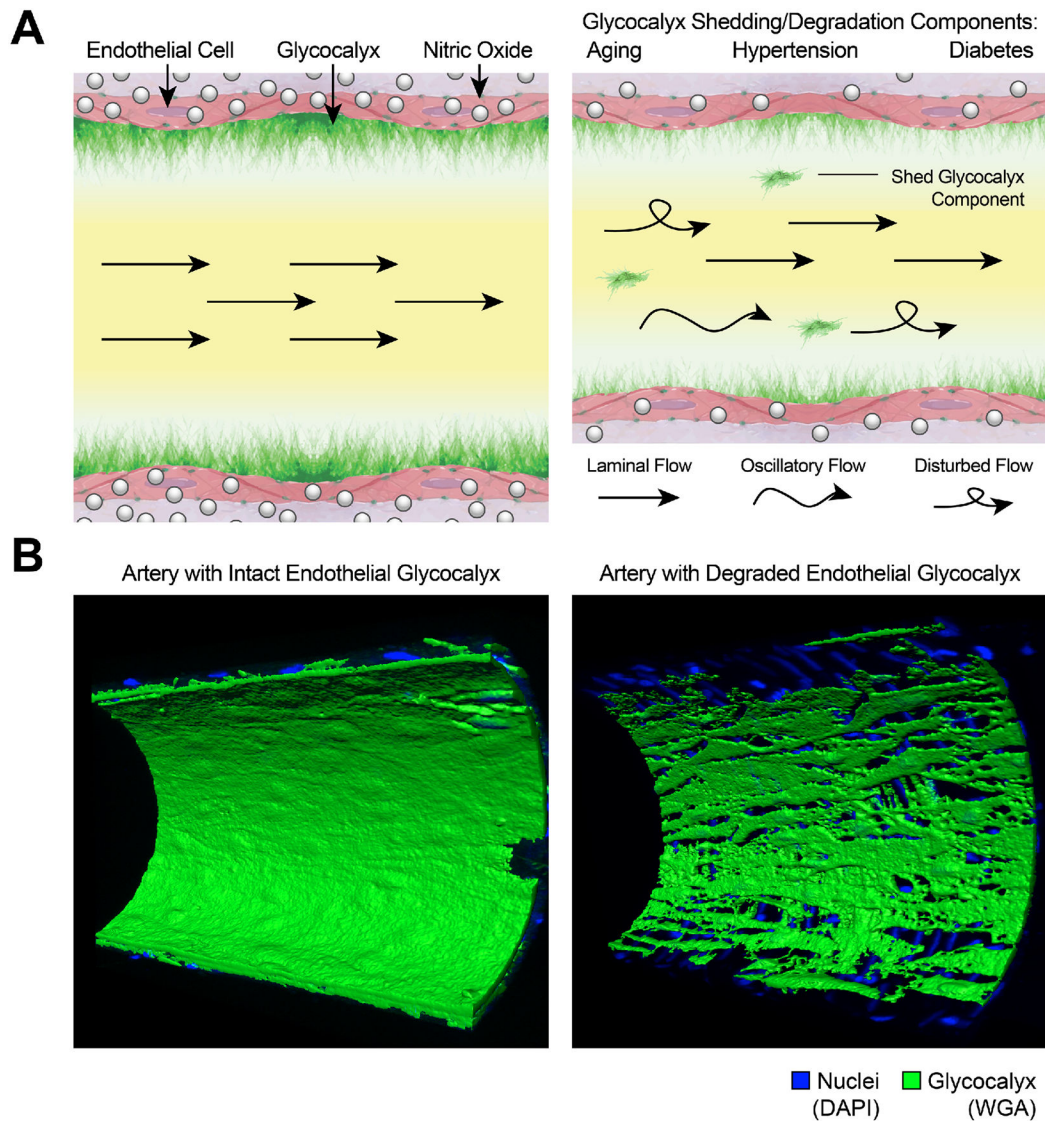 A
Endothelial Cell
Glycocalyx
Nitric Oxide
Glycocalyx Shedding/Degradation Components:
Aging
Hypertension
Diabetes
Shed Glycocalyx
Component
Laminal Flow
Oscillatory Flow
Disturbed Flow
B
Artery with Intact Endothelial Glycocalyx
Artery with Degraded Endothelial Glycocalyx
Nuclei
(DAPI)
Glycocalyx
(WGA)